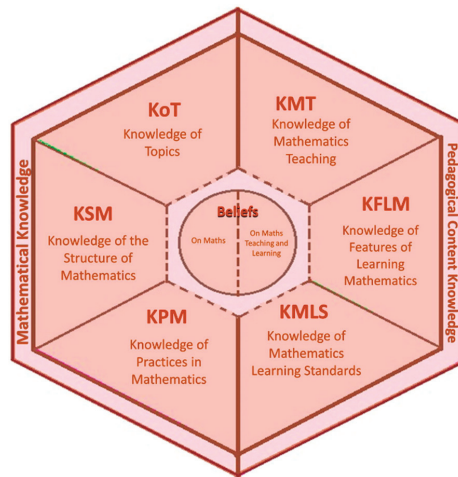 KoT
Knowledge of
Topics
KMT
Knowledge of
Mathematics
Teaching
Mathematical Knowledge
KSM
Knowledge of the
Structure of
Mathematics
Beliefs
On Maths
On Maths
Teaching and
Learning
KFLM
Knowledge of
Features of
Learning
Mathematics
Pedagogical Content Knowledge
KPM
Knowledge of
Practices in
Mathematics
KMLS
Knowledge of
Mathematics
Learning Standards